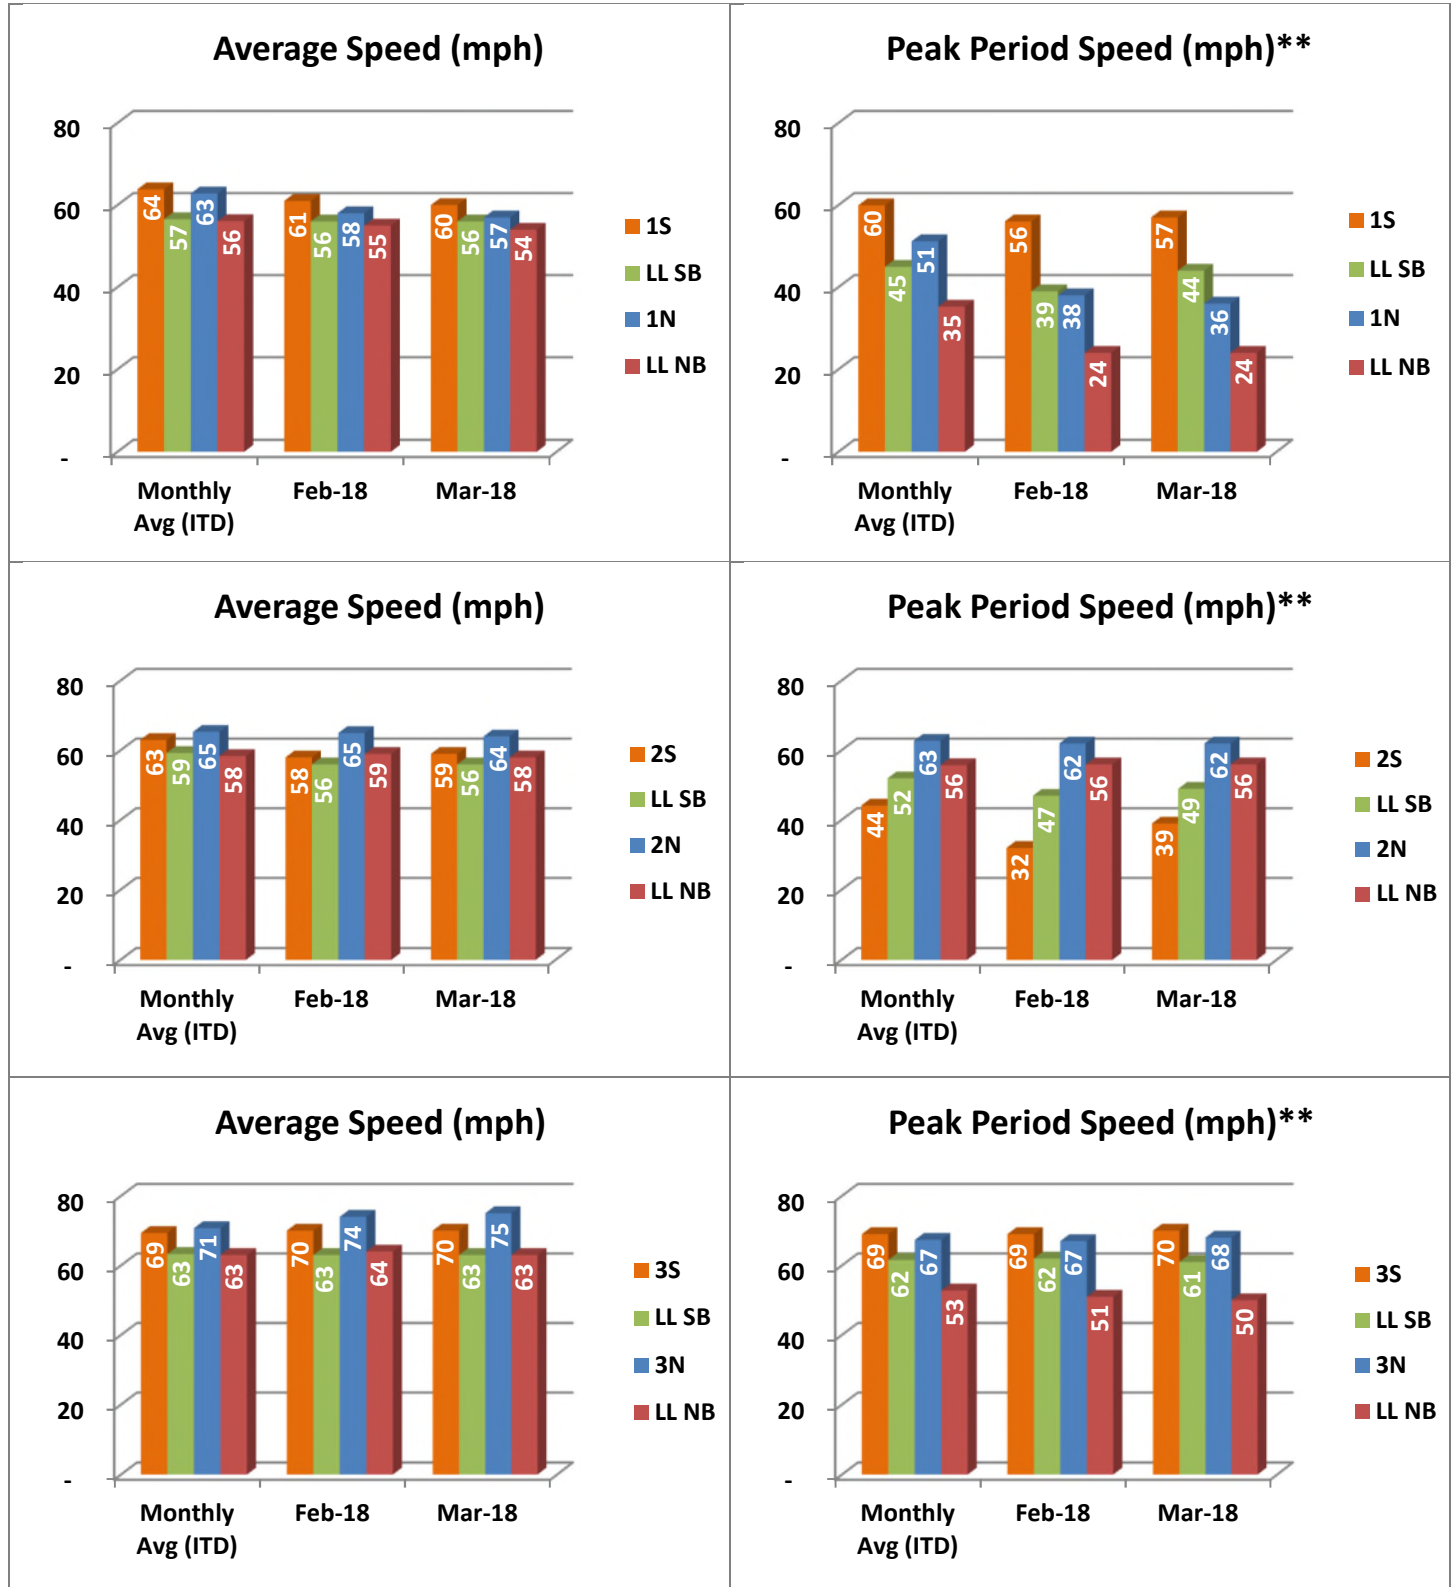 Average Speed (mph)
80
60
40
20
-
64
57
63
56
61
56
58
55
60
56
57
54
Monthly
Avg (ITD)
Feb-18
Mar-18
1S
LL SB
1N
LL NB
Peak Period Speed (mph)**
80
60
40
20
-
60
45
51
35
56
39
38
24
57
44
36
24
Monthly
Avg (ITD)
Feb-18
Mar-18
1S
LL SB
1N
LL NB
Average Speed (mph)
80
60
40
20
-
63
59
65
58
58
56
65
59
59
56
64
58
Monthly
Avg (ITD)
Feb-18
Mar-18
2S
LL SB
2N
LL NB
Peak Period Speed (mph)**
80
60
40
20
-
44
52
63
56
32
47
62
56
39
49
62
56
Monthly
Avg (ITD)
Feb-18
Mar-18
2S
LL SB
2N
LL NB
Average Speed (mph)
80
60
40
20
-
69
63
71
63
70
63
74
64
70
63
75
63
Monthly
Avg (ITD)
Feb-18
Mar-18
3S
LL SB
3N
LL NB
Peak Period Speed (mph)**
80
60
40
20
-
69
62
67
53
69
62
67
51
70
61
68
50
Monthly
Avg (ITD)
Feb-18
Mar-18
3S
LL SB
3N
LL NB